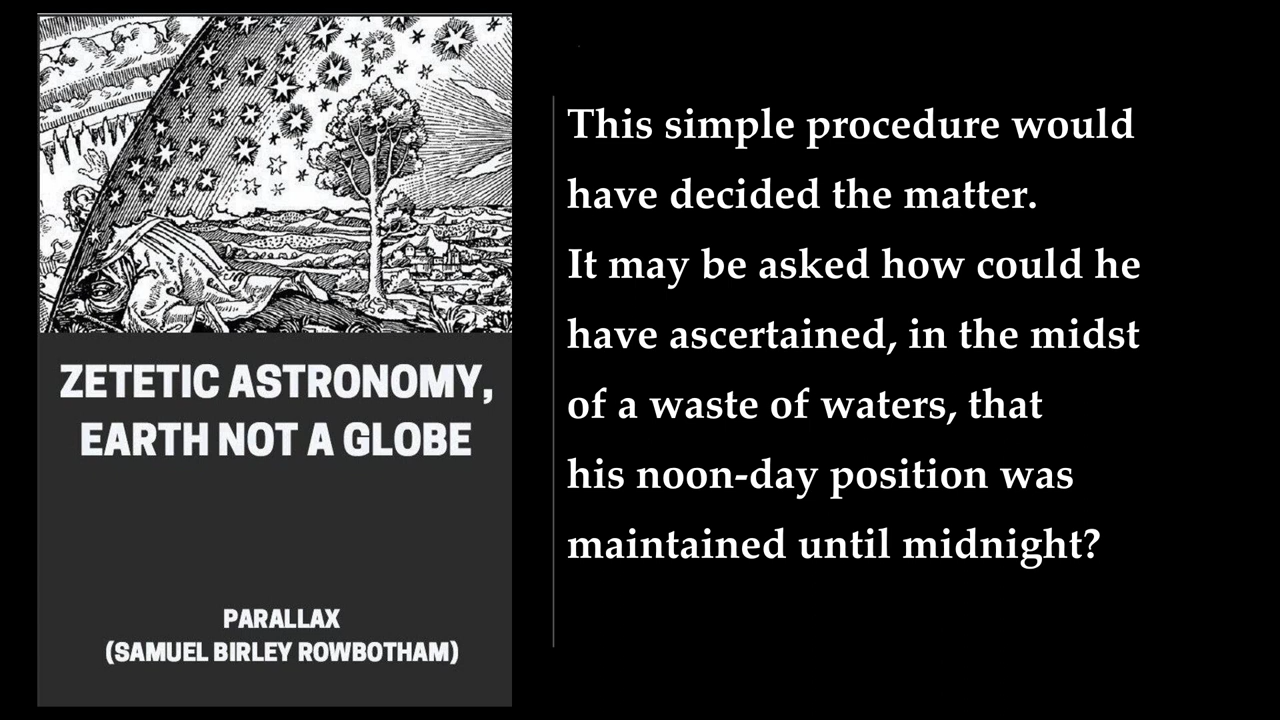 ZETETIC ASTRONOMY,
EARTH NOT A GLOBE
PARALLAX
(SAMUEL BIRLEY ROWBOTHAM)
This simple procedure would
have decided the matter.
It may be asked how could he
have ascertained, in the midst
of a waste of waters, that
his noon-day position was
maintained until midnight?